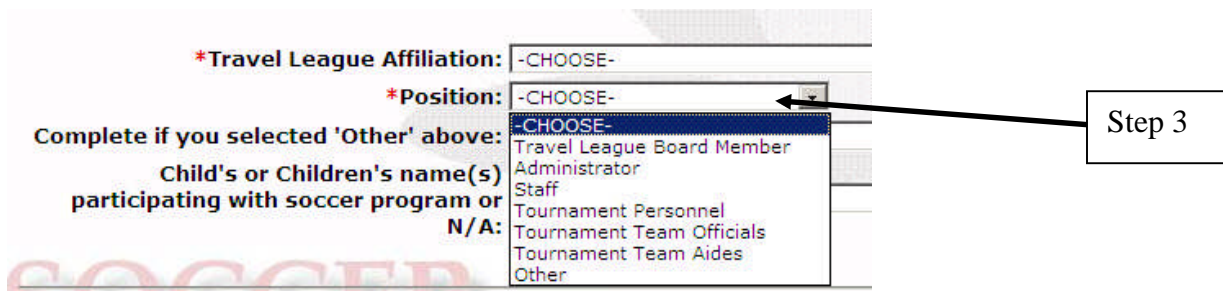 *Travel League Affiliation: -CHOOSE-
*Position: -CHOOSE-
Complete if you selected 'Other' above:
Child's or Children's name(s)
participating with soccer program or
N/A:
-CHOOSE-
Travel League Board Member
Administrator
Staff
Tournament Personnel
Tournament Team Officials
Tournament Team Aides
Other
Step 3
SOCCER